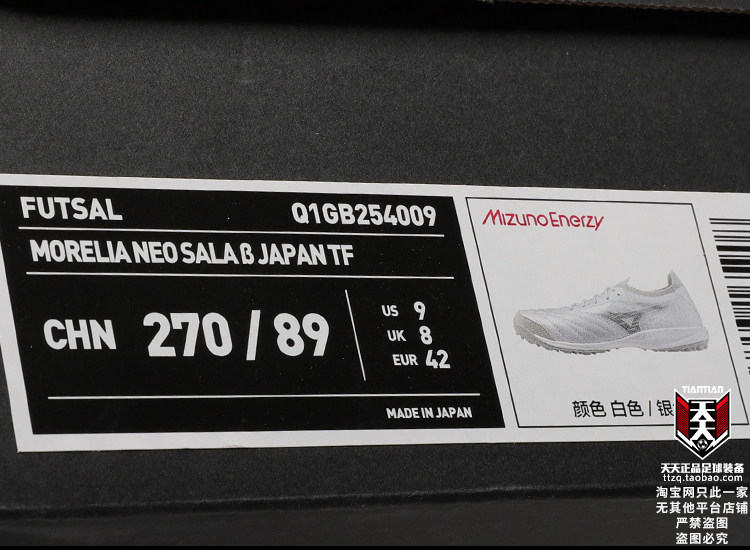 FUTSAL Q1GB254009
MORELIA NEO SALA β JAPAN TF
CHN 270 / 89
US 9
UK 8
EUR 42
MADE IN JAPAN
MizunoEnerzy
颜色 白色 / 银
TIANTIAN
天天
天天正品足球装备
ttzq.taobao.com
淘宝网只此一家
无其他平台店铺
严禁盗图
盗图必究